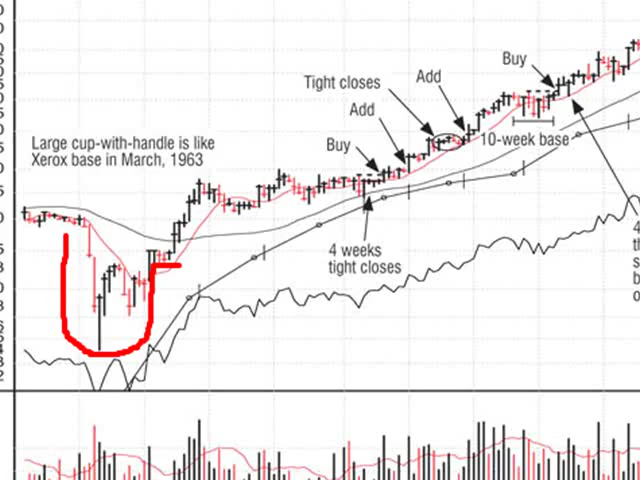 Buy
Tight closes
Add
Add
Large cup-with-handle is like
Xerox base in March, 1963
Buy
10-week base
4 weeks
tight closes